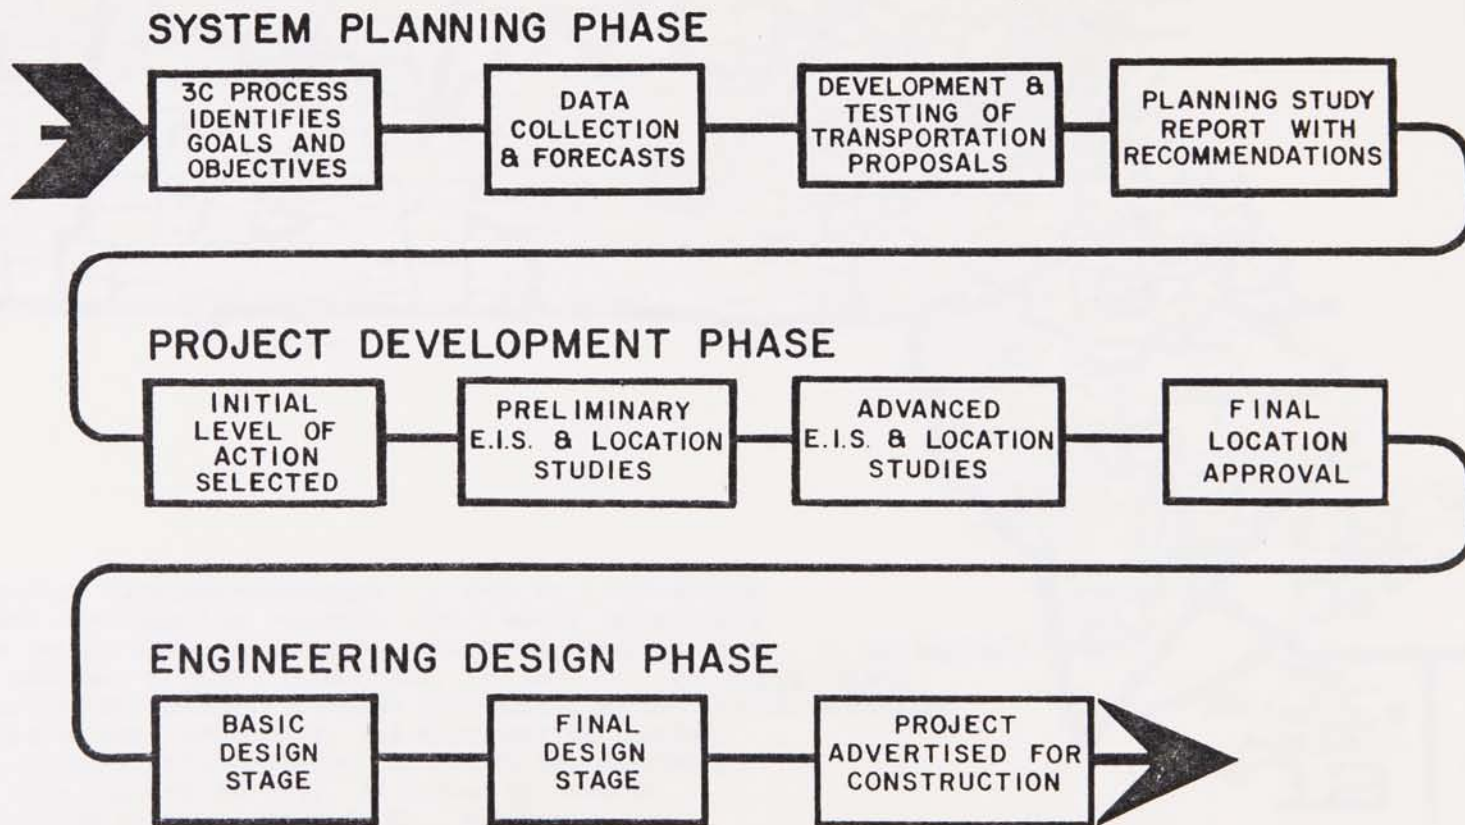 SYSTEM PLANNING PHASE
3C PROCESS
IDENTIFIES
GOALS AND
OBJECTIVES
DATA
COLLECTION
& FORECASTS
DEVELOPMENT &
TESTING OF
TRANSPORTATION
PROPOSALS
PLANNING STUDY
REPORT WITH
RECOMMENDATIONS
PROJECT DEVELOPMENT PHASE
INITIAL
LEVEL OF
ACTION
SELECTED
PRELIMINARY
E.I.S. & LOCATION
STUDIES
ADVANCED
E.I.S. & LOCATION
STUDIES
FINAL
LOCATION
APPROVAL
ENGINEERING DESIGN PHASE
BASIC
DESIGN
STAGE
FINAL
DESIGN
STAGE
PROJECT
ADVERTISED FOR
CONSTRUCTION